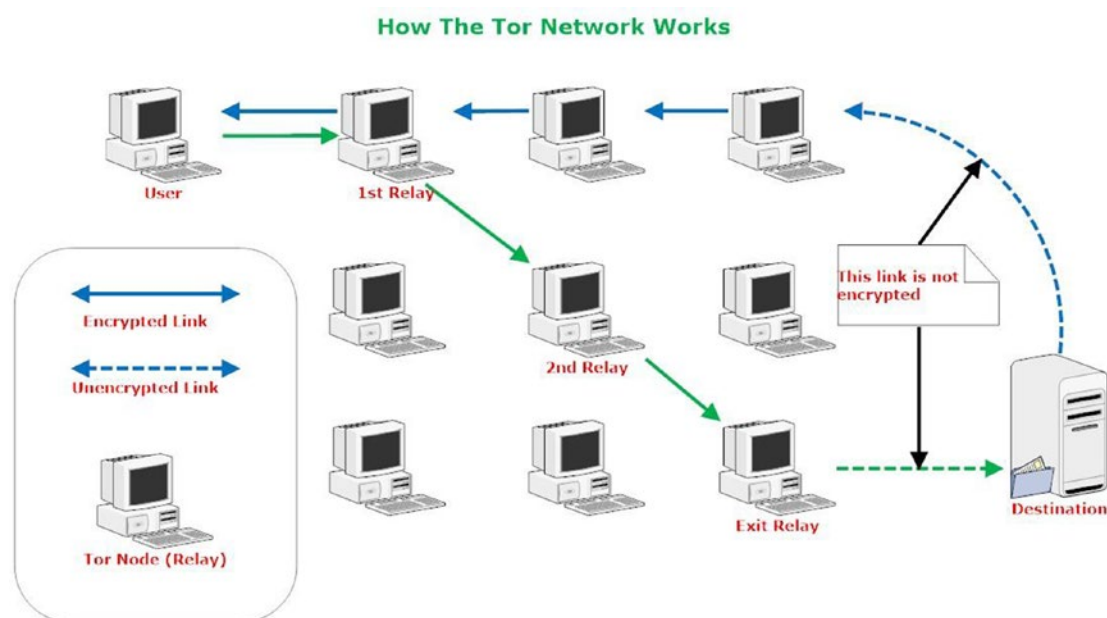 How The Tor Network Works
User
1st Relay
This link is not
encrypted
Encrypted Link
2nd Relay
Unencrypted Link
Destination
Exit Relay
Tor Node (Relay)